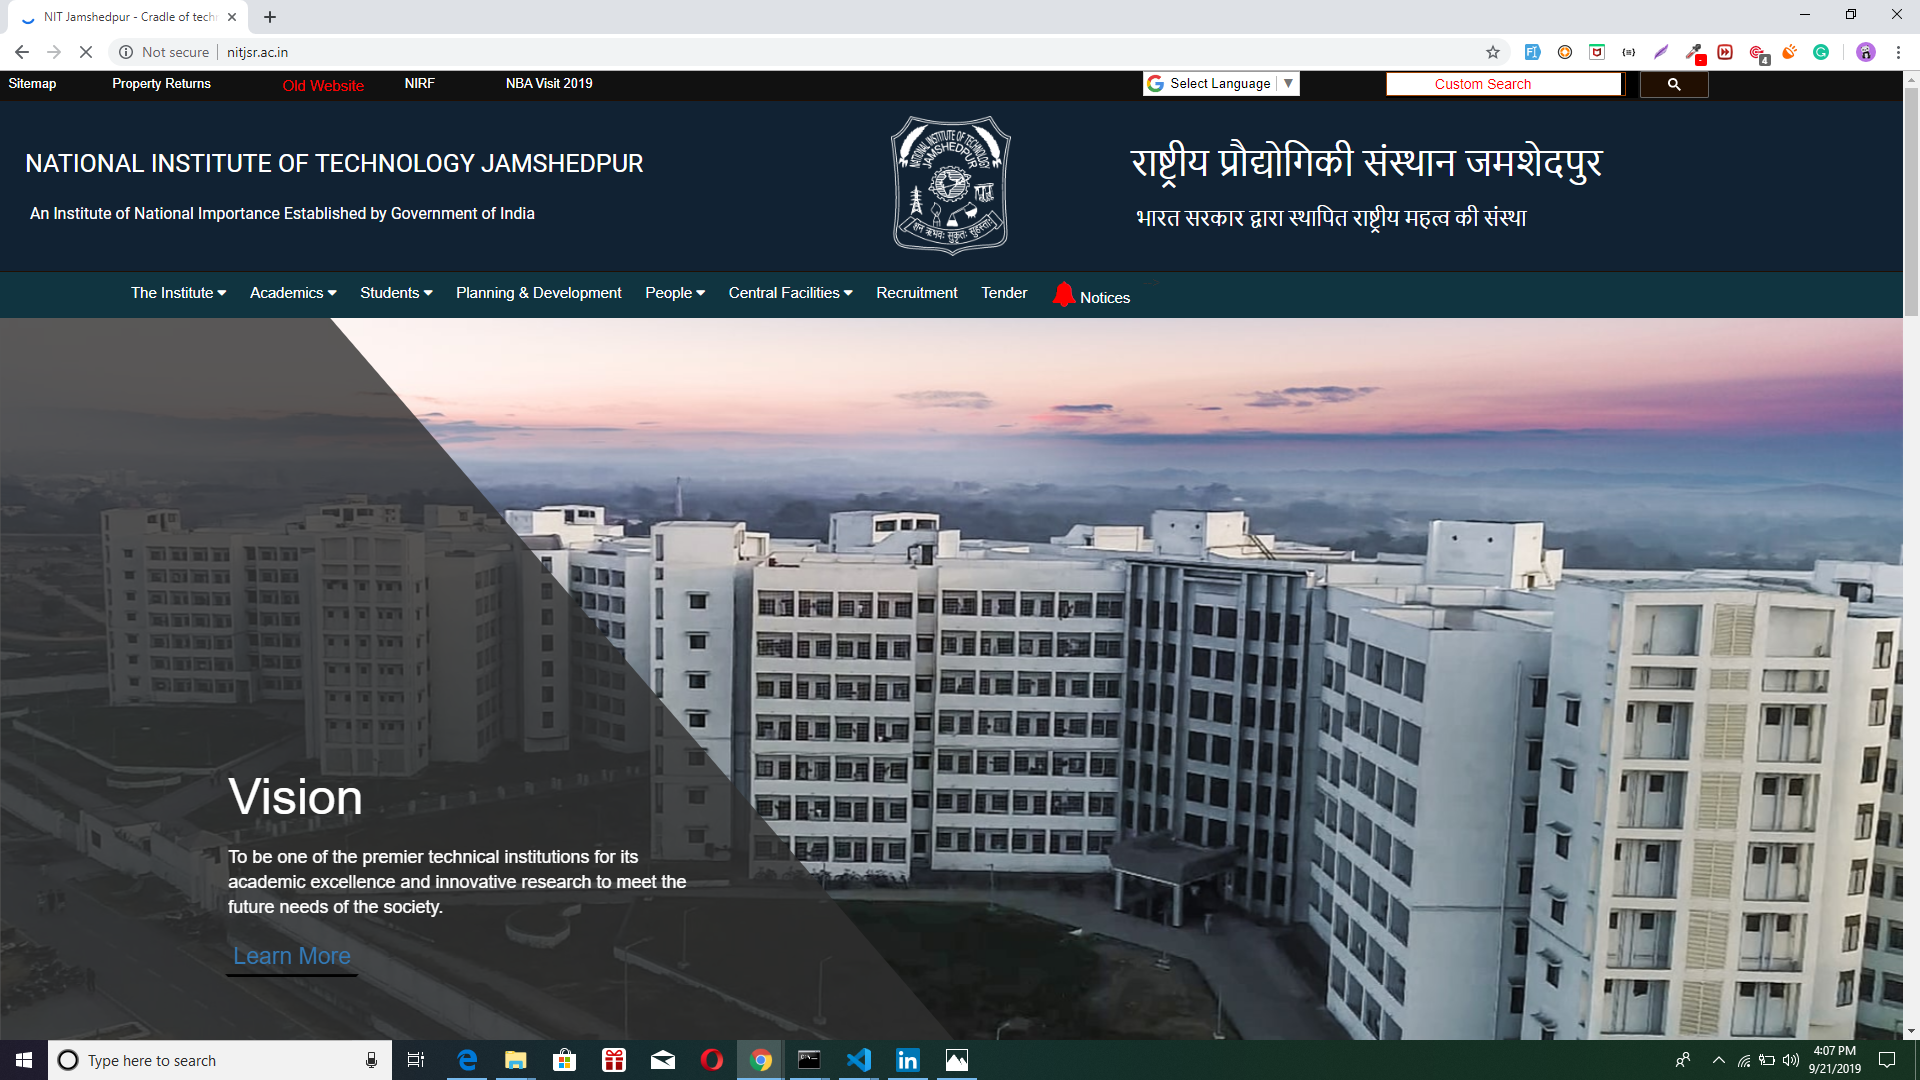 NIT Jamshedpur - Cradle of tech
Not secure | nitjsr.ac.in
4
Sitemap Property Returns Old Website NIRF NBA Visit 2019 Select Language Custom Search
NATIONAL INSTITUTE OF TECHNOLOGY JAMSHEDPUR
An Institute of National Importance Established by Government of India
NATIONAL INSTITUTE OF TECHNOLOGY
JAMSHEDPUR
राष्ट्रीय प्रौद्योगिकी संस्थान जमशेदपुर
भारत सरकार द्वारा स्थापित राष्ट्रीय महत्व की संस्था
The Institute Academics Students Planning & Development People Central Facilities Recruitment Tender Notices
Vision
To be one of the premier technical institutions for its
academic excellence and innovative research to meet the
future needs of the society.
Learn More
Type here to search
4:07 PM
9/21/2019